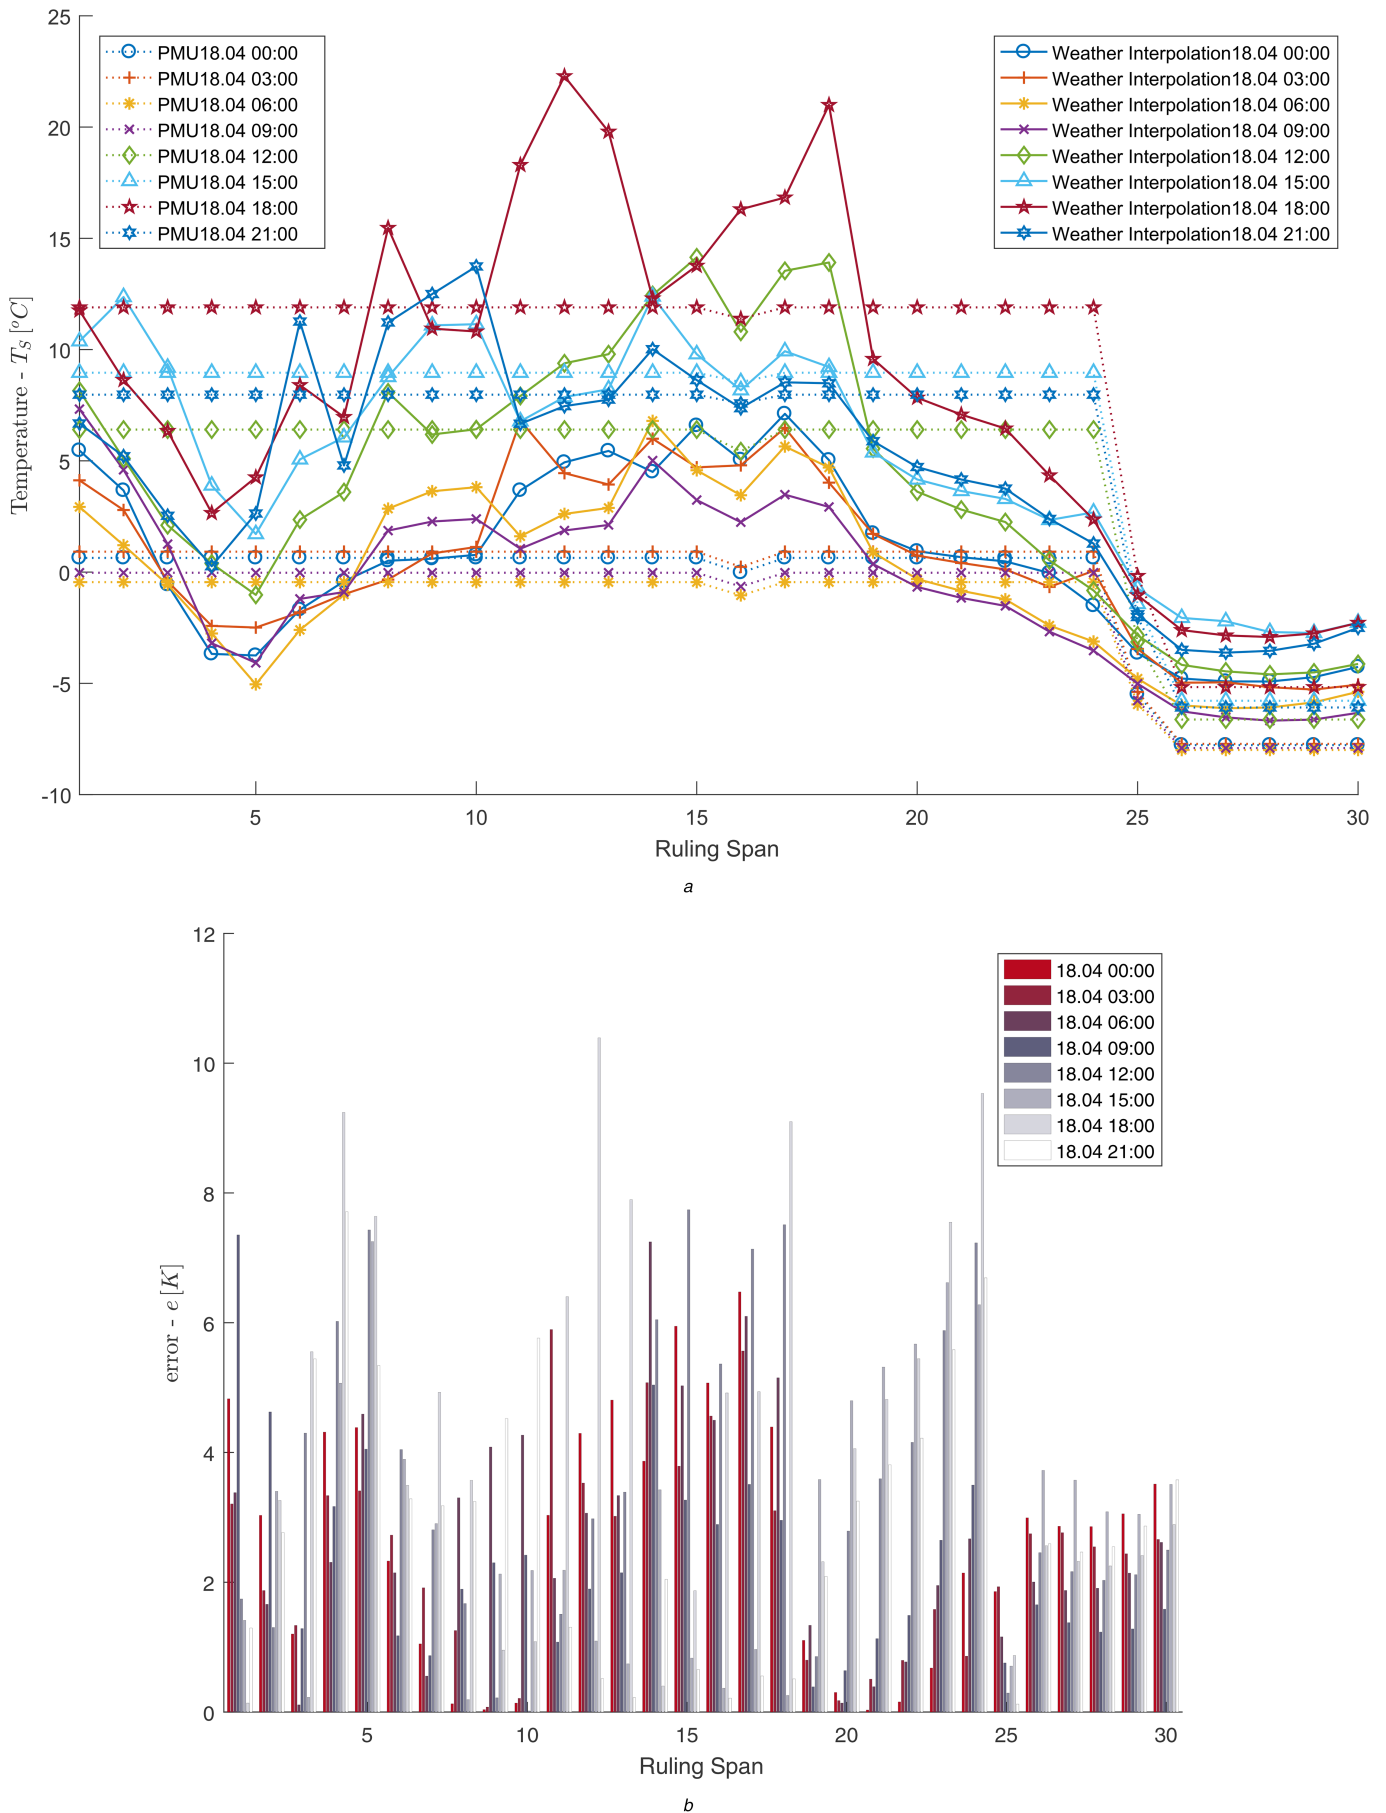 25
20
15
10
5
0
-5
-10
Temperature - T_S [°C]
PMU18.04 00:00
PMU18.04 03:00
PMU18.04 06:00
PMU18.04 09:00
PMU18.04 12:00
PMU18.04 15:00
PMU18.04 18:00
PMU18.04 21:00
Weather Interpolation18.04 00:00
Weather Interpolation18.04 03:00
Weather Interpolation18.04 06:00
Weather Interpolation18.04 09:00
Weather Interpolation18.04 12:00
Weather Interpolation18.04 15:00
Weather Interpolation18.04 18:00
Weather Interpolation18.04 21:00
5 10 15 20 25 30
Ruling Span
a
12
10
8
6
4
2
0
error - e [K]
18.04 00:00
18.04 03:00
18.04 06:00
18.04 09:00
18.04 12:00
18.04 15:00
18.04 18:00
18.04 21:00
5 10 15 20 25 30
Ruling Span
b